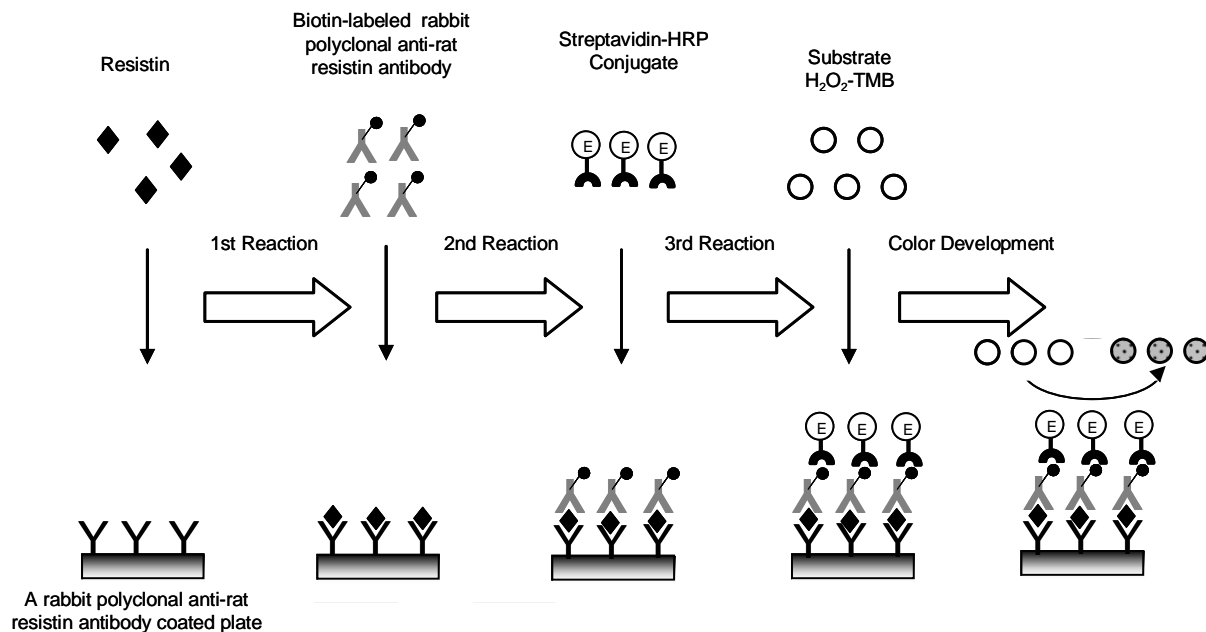 Resistin
Biotin-labeled rabbit
polyclonal anti-rat
resistin antibody
Streptavidin-HRP
Conjugate
Substrate
H₂O₂-TMB
E E E
1st Reaction
2nd Reaction
3rd Reaction
Color Development
E E E
E E E
A rabbit polyclonal anti-rat
resistin antibody coated plate